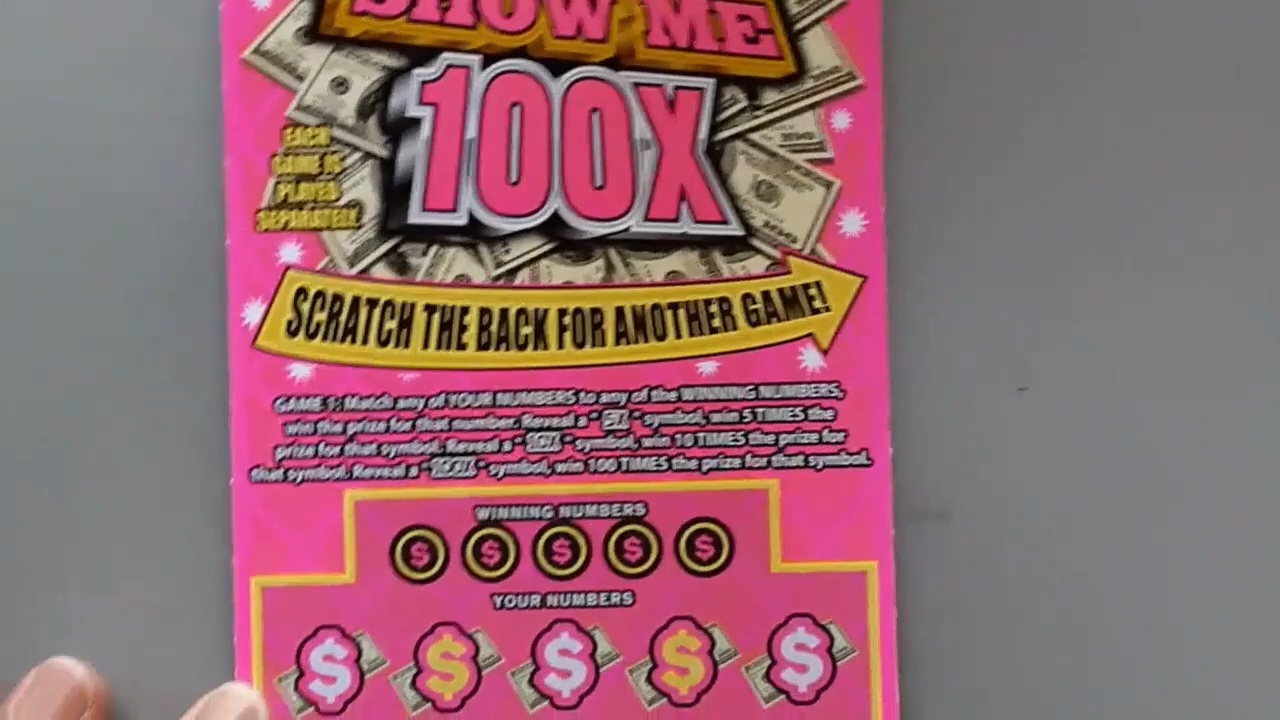 SHOW ME
100X
EACH
GAME IS
PLAYED
SEPARATELY.
SCRATCH THE BACK FOR ANOTHER GAME!
GAME 1: Match any of YOUR NUMBERS to any of the WINNING NUMBERS,
win the prize for that number. Reveal a "5X" symbol, win 5 TIMES the
prize for that symbol. Reveal a "10X" symbol, win 10 TIMES the prize for
that symbol. Reveal a "100X" symbol, win 100 TIMES the prize for that symbol.
WINNING NUMBERS
$ $ $ $ $
YOUR NUMBERS
$ $ $ $ $